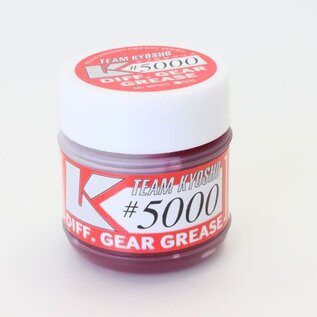 TEAM KYOSHO
K
#5000
DIFF. GEAR
GREASE
K
TEAM KYOSHO
#5000
DIFF. GEAR GREASE